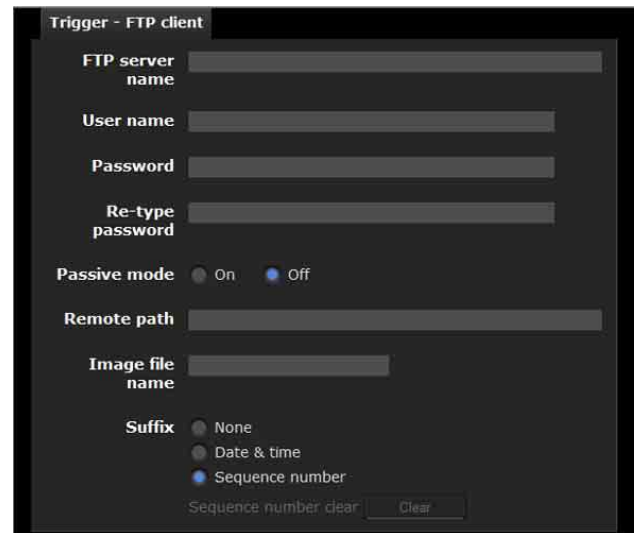 Trigger - FTP client
FTP server
name
User name
Password
Re-type
password
Passive mode On Off
Remote path
Image file
name
Suffix None
Date & time
Sequence number
Sequence number clear Clear